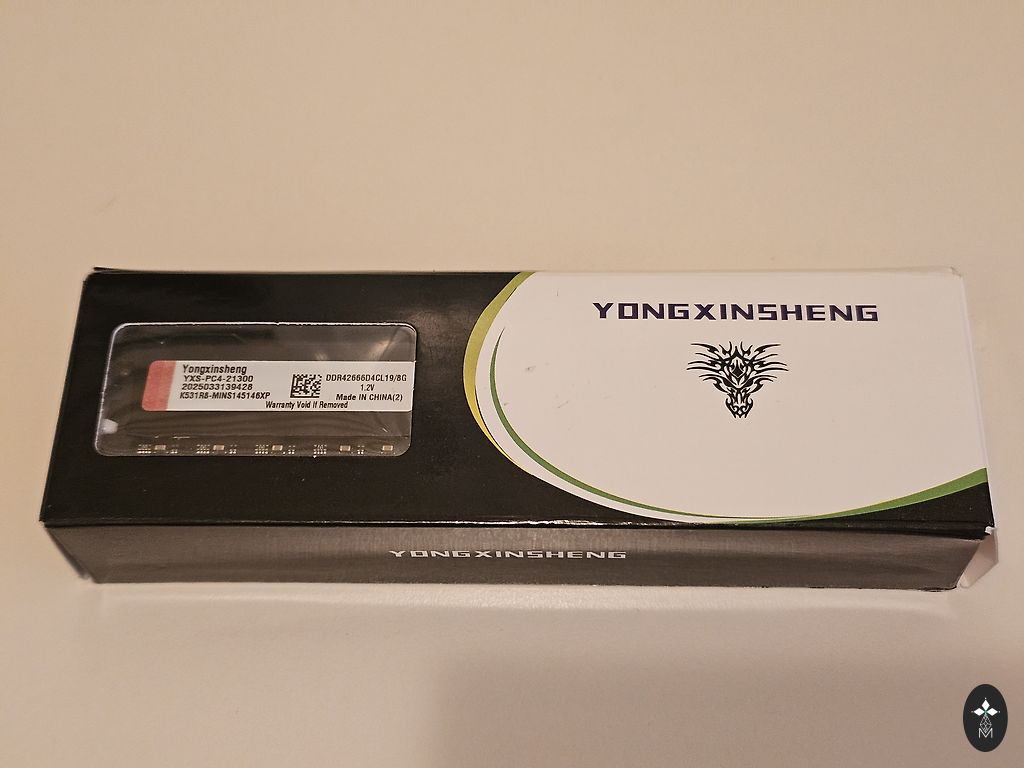 YONGXINSHENG
Yongxinsheng
YXS-PC4-21300
2025033139428
K531R8-MINS145146XP
DDR42666D4CL19/8G
1.2V
Made IN CHINA(2)
Warranty Void If Removed
YONGXINSHENG
M